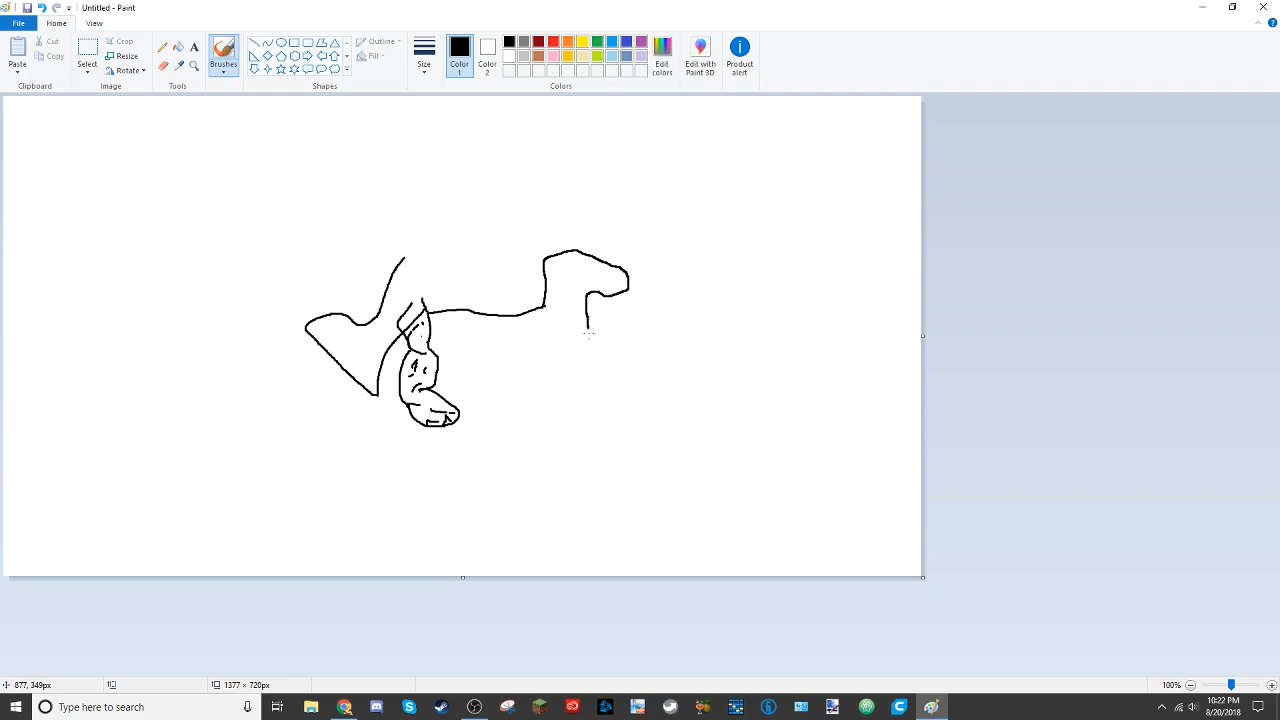 Untitled - Paint
File
Home
View
Paste
Cut
Copy
Clipboard
Select
Crop
Resize
Rotate
Image
A
Tools
Brushes
Outline
Fill
Shapes
Size
Color
1
Color
2
Edit
colors
Colors
Edit with
Paint 3D
Product
alert
877, 349px
1377 × 720px
100%
Type here to search
10:22 PM
8/20/2018